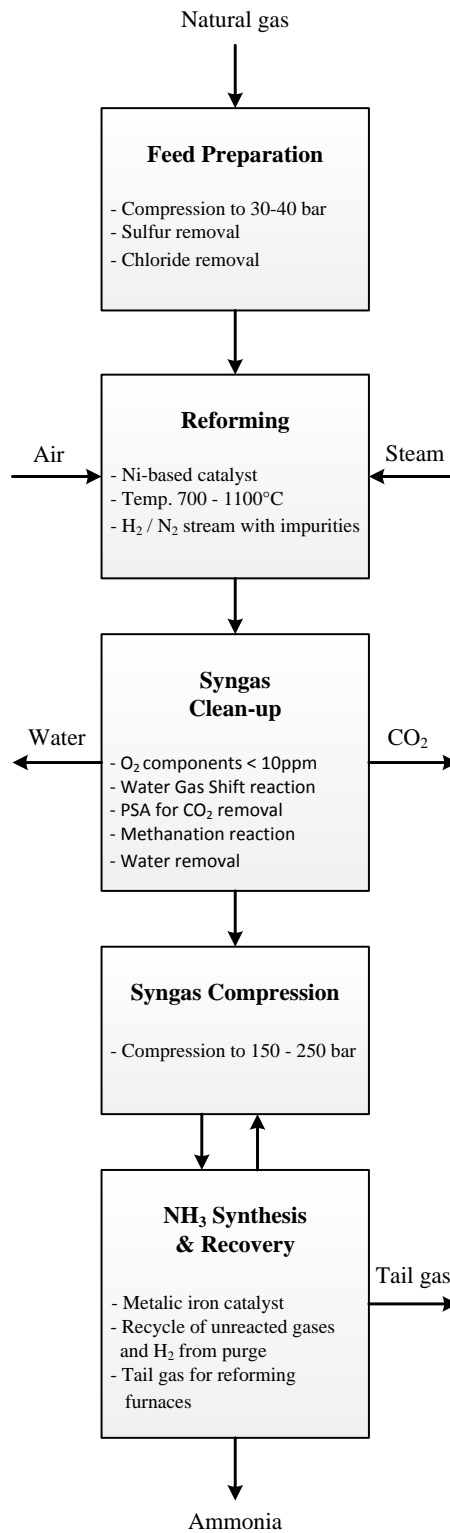 Natural gas
Feed Preparation
- Compression to 30-40 bar
- Sulfur removal
- Chloride removal
Reforming
Air
Steam
- Ni-based catalyst
- Temp. 700 - 1100°C
- H₂ / N₂ stream with impurities
Syngas
Clean-up
Water
CO₂
- O₂ components < 10ppm
- Water Gas Shift reaction
- PSA for CO₂ removal
- Methanation reaction
- Water removal
Syngas Compression
- Compression to 150 - 250 bar
NH₃ Synthesis
& Recovery
Tail gas
- Metalic iron catalyst
- Recycle of unreacted gases
and H₂ from purge
- Tail gas for reforming
furnaces
Ammonia